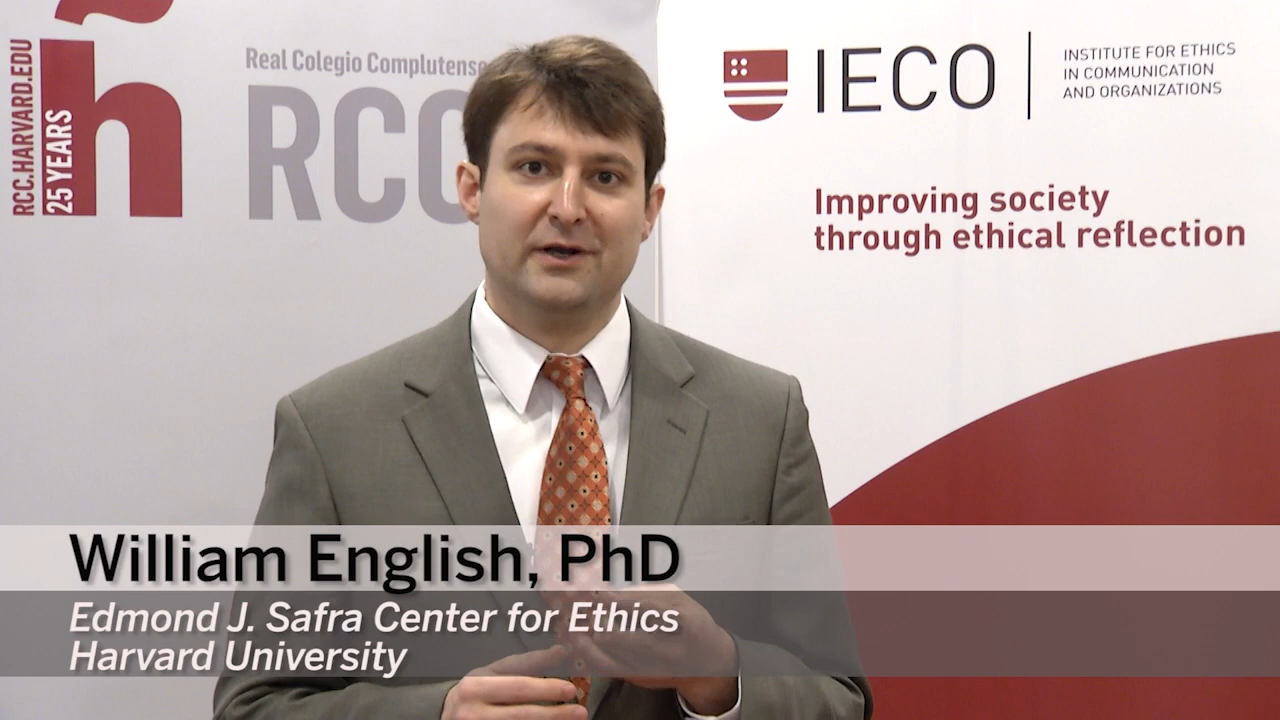 RCC.HARVARD.EDU
25 YEARS
ñ
Real Colegio Complutense
RCC
IECO
INSTITUTE FOR ETHICS
IN COMMUNICATION
AND ORGANIZATIONS
Improving society
through ethical reflection
William English, PhD
Edmond J. Safra Center for Ethics
Harvard University